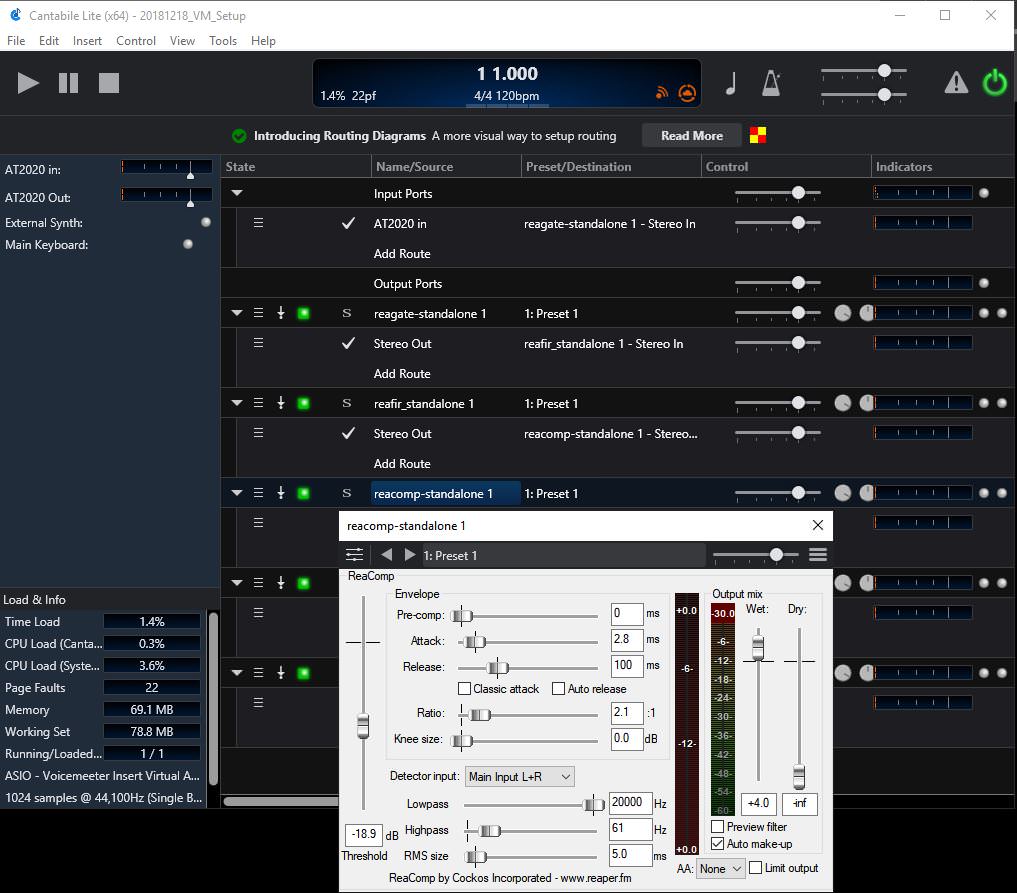 Cantabile Lite (x64) - 20181218_VM_Setup
File Edit Insert Control View Tools Help
1 1.000
1.4% 22pf 4/4 120bpm
Introducing Routing Diagrams A more visual way to setup routing Read More
AT2020 in:
AT2020 Out:
External Synth:
Main Keyboard:
State Name/Source Preset/Destination Control Indicators
Input Ports
AT2020 in reagate-standalone 1 - Stereo In
Add Route
Output Ports
S reagate-standalone 1 1: Preset 1
Stereo Out reafir_standalone 1 - Stereo In
Add Route
S reafir_standalone 1 1: Preset 1
Stereo Out reacomp-standalone 1 - Stereo...
Add Route
S reacomp-standalone 1 1: Preset 1
Load & Info
Time Load 1.4%
CPU Load (Canta... 0.3%
CPU Load (Syste... 3.6%
Page Faults 22
Memory 69.1 MB
Working Set 78.8 MB
Running/Loaded... 1 / 1
ASIO - Voicemeeter Insert Virtual A...
1024 samples @ 44,100Hz (Single B...
reacomp-standalone 1
1: Preset 1
ReaComp
Envelope
Pre-comp: 0 ms
Attack: 2.8 ms
Release: 100 ms
Classic attack Auto release
Ratio: 2.1 :1
Knee size: 0.0 dB
Detector input: Main Input L+R
Lowpass 20000 Hz
Highpass 61 Hz
RMS size 5.0 ms
-18.9 dB
Threshold
+0.0
-6-
-12-
+0.0
Output mix
Wet: Dry:
-30.0
-6-
-12-
-18-
-24-
-30-
-36-
-42-
-48-
-54-
-60-
+4.0 -inf
Preview filter
Auto make-up
AA: None Limit output
ReaComp by Cockos Incorporated - www.reaper.fm